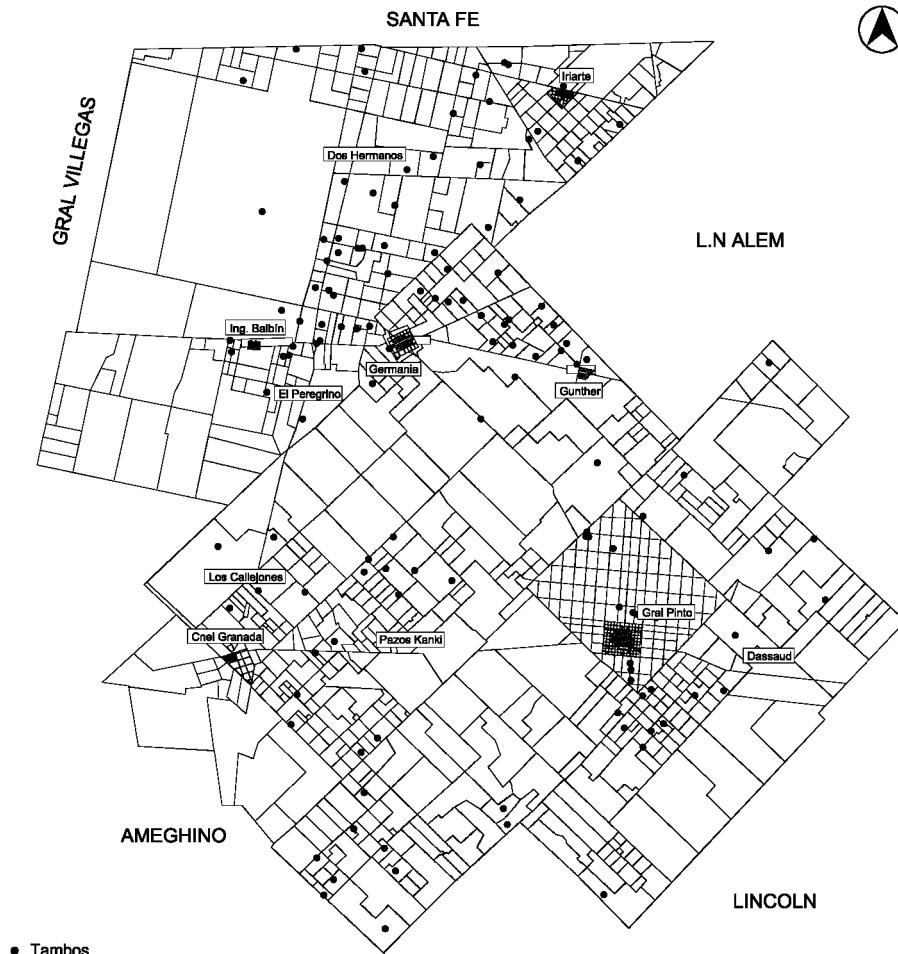 SANTA FE
Iriarte
GRAL VILLEGAS
Dos Hermanos
L.N ALEM
Ing. Balbín
Germania
El Peregrino
Gunther
Los Callejones
Gral Pinto
Cnel Granada
Pazos Kanki
Dassaud
AMEGHINO
LINCOLN
Tambos